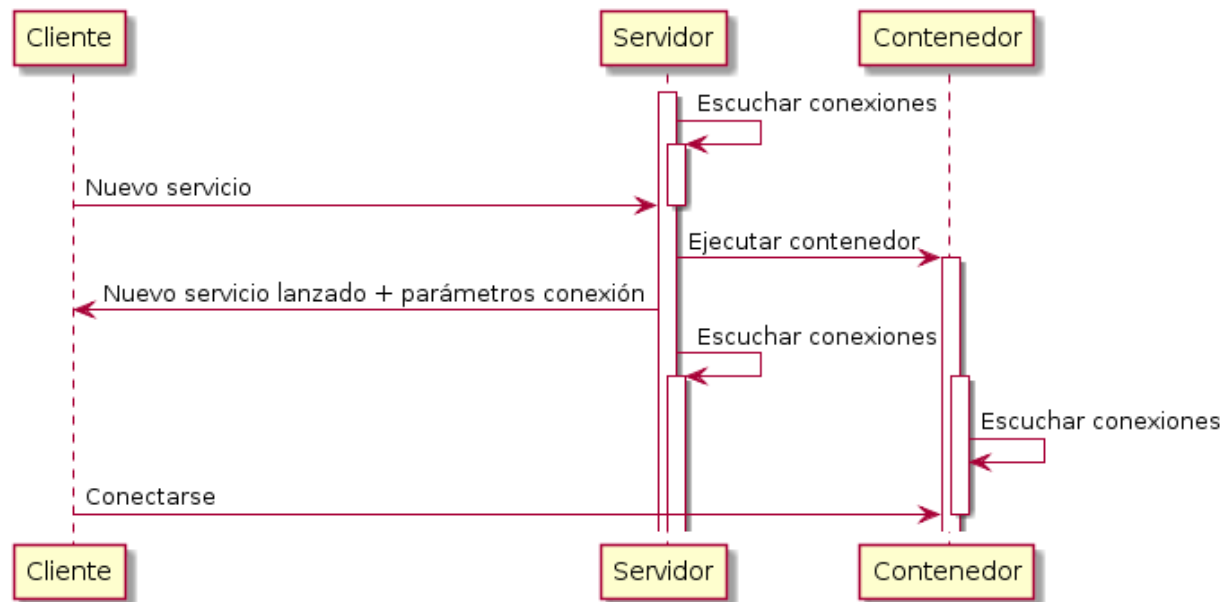 Cliente
Servidor
Contenedor
Escuchar conexiones
Nuevo servicio
Ejecutar contenedor
Nuevo servicio lanzado + parámetros conexión
Escuchar conexiones
Escuchar conexiones
Conectarse
Cliente
Servidor
Contenedor